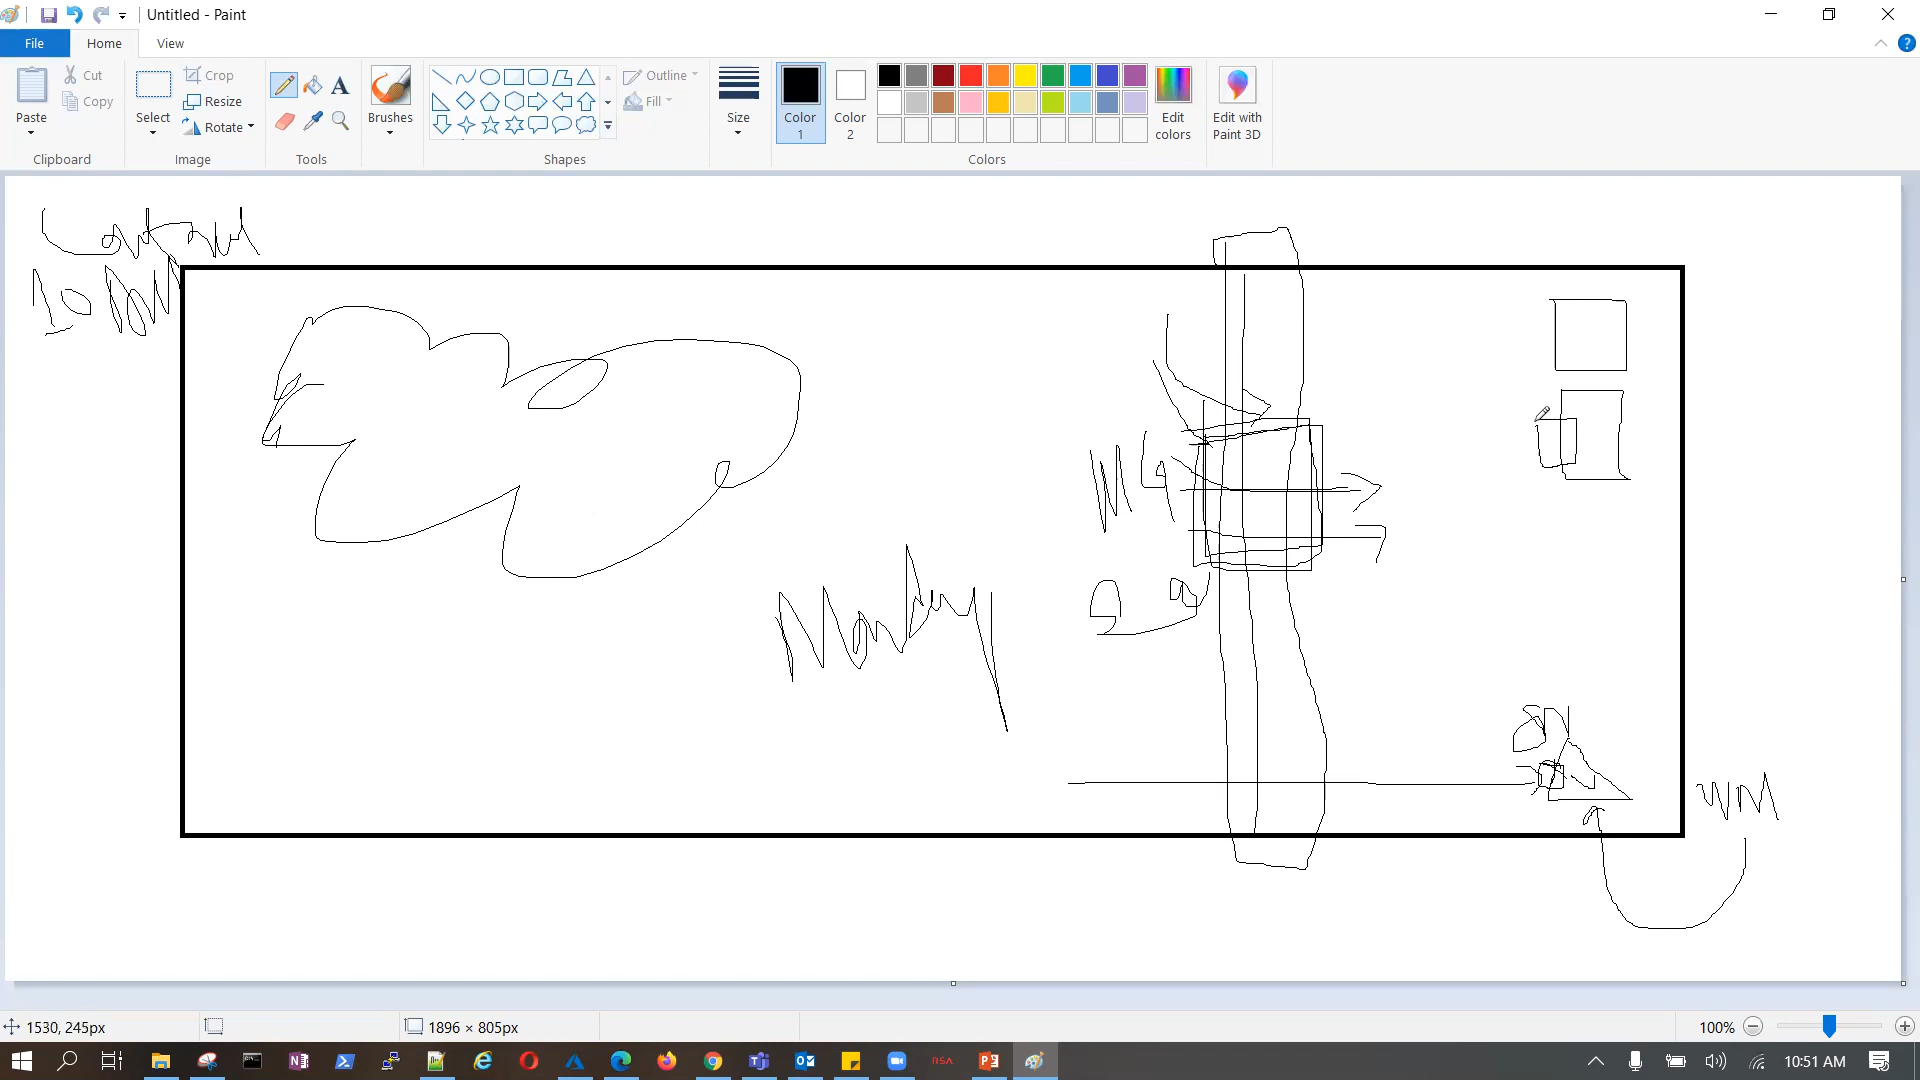 Untitled - Paint
File
Home
View
Paste
Cut
Copy
Clipboard
Select
Crop
Resize
Rotate
Image
Tools
Brushes
Shapes
Outline
Fill
Size
Color
1
Color
2
Colors
Edit
colors
Edit with
Paint 3D
Monday
1530, 245px
1896 × 805px
100%
RSA
10:51 AM